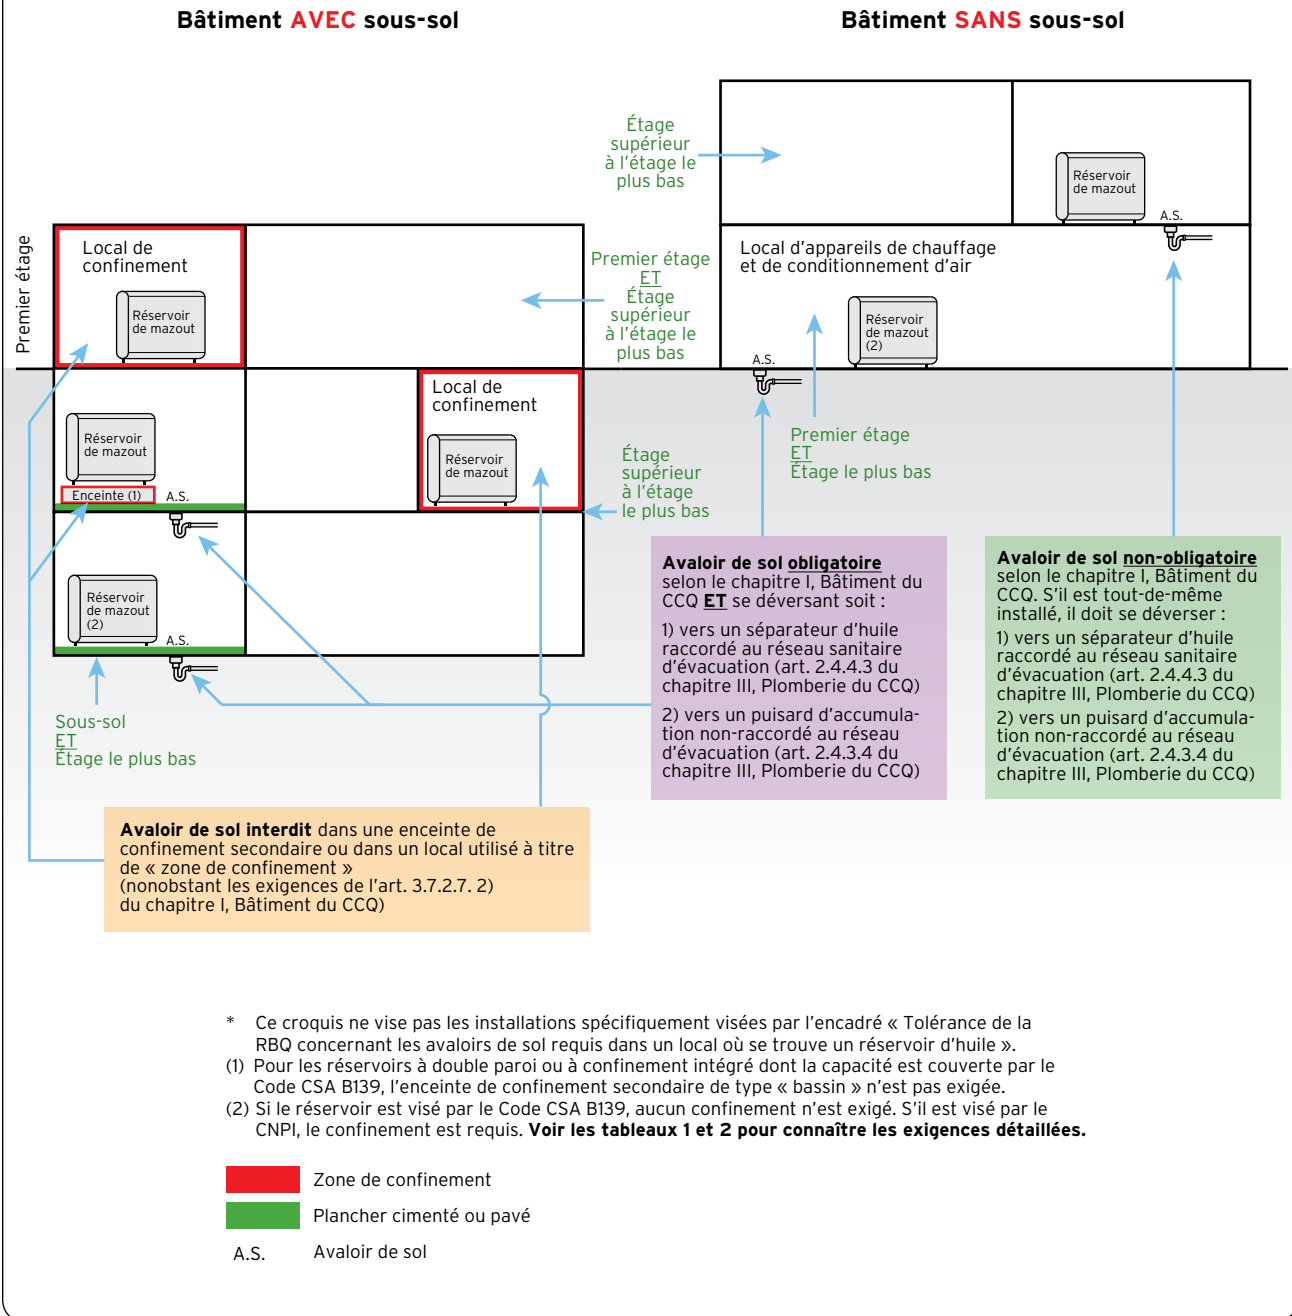 Bâtiment AVEC sous-sol
Bâtiment SANS sous-sol
Étage
supérieur
à l'étage le
plus bas
Réservoir
de mazout
A.S.
Premier étage
Local de
confinement
Réservoir
de mazout
Premier étage
ET
Étage
supérieur
à l'étage le
plus bas
Local d'appareils de chauffage
et de conditionnement d'air
Réservoir
de mazout
(2)
A.S.
Réservoir
de mazout
Enceinte (1)
A.S.
Local de
confinement
Réservoir
de mazout
Étage
supérieur
à l'étage
le plus bas
Premier étage
ET
Étage le plus bas
Réservoir
de mazout
(2)
A.S.
Sous-sol
ET
Étage le plus bas
Avaloir de sol obligatoire
selon le chapitre I, Bâtiment du
CCQ ET se déversant soit :
1) vers un séparateur d'huile
raccordé au réseau sanitaire
d'évacuation (art. 2.4.4.3 du
chapitre III, Plomberie du CCQ)
2) vers un puisard d'accumula-
tion non-raccordé au réseau
d'évacuation (art. 2.4.3.4 du
chapitre III, Plomberie du CCQ)
Avaloir de sol non-obligatoire
selon le chapitre I, Bâtiment du
CCQ. S'il est tout-de-même
installé, il doit se déverser :
1) vers un séparateur d'huile
raccordé au réseau sanitaire
d'évacuation (art. 2.4.4.3 du
chapitre III, Plomberie du CCQ)
2) vers un puisard d'accumula-
tion non-raccordé au réseau
d'évacuation (art. 2.4.3.4 du
chapitre III, Plomberie du CCQ)
Avaloir de sol interdit dans une enceinte de
confinement secondaire ou dans un local utilisé à titre
de « zone de confinement »
(nonobstant les exigences de l'art. 3.7.2.7. 2)
du chapitre I, Bâtiment du CCQ)
* Ce croquis ne vise pas les installations spécifiquement visées par l'encadré « Tolérance de la
RBQ concernant les avaloirs de sol requis dans un local où se trouve un réservoir d'huile ».
(1) Pour les réservoirs à double paroi ou à confinement intégré dont la capacité est couverte par le
Code CSA B139, l'enceinte de confinement secondaire de type « bassin » n'est pas exigée.
(2) Si le réservoir est visé par le Code CSA B139, aucun confinement n'est exigé. S'il est visé par le
CNPI, le confinement est requis. Voir les tableaux 1 et 2 pour connaître les exigences détaillées.
Zone de confinement
Plancher cimenté ou pavé
A.S. Avaloir de sol